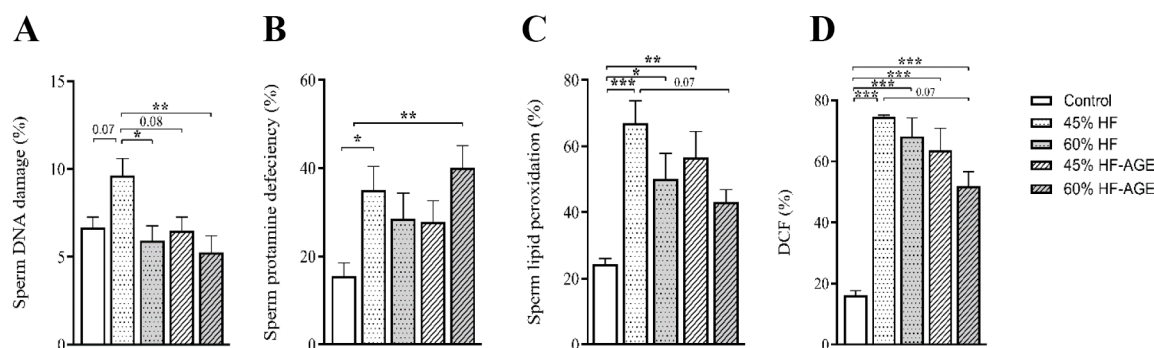 A
Sperm DNA damage (%)
15
10
5
0
0.07
**
0.08
*
B
Sperm protamine defeciency (%)
60
40
20
0
*
**
C
Sperm lipid peroxidation (%)
80
60
40
20
0
**
*
***
0.07
D
DCF (%)
80
60
40
20
0
***
***
***
***
0.07
Control
45% HF
60% HF
45% HF-AGE
60% HF-AGE